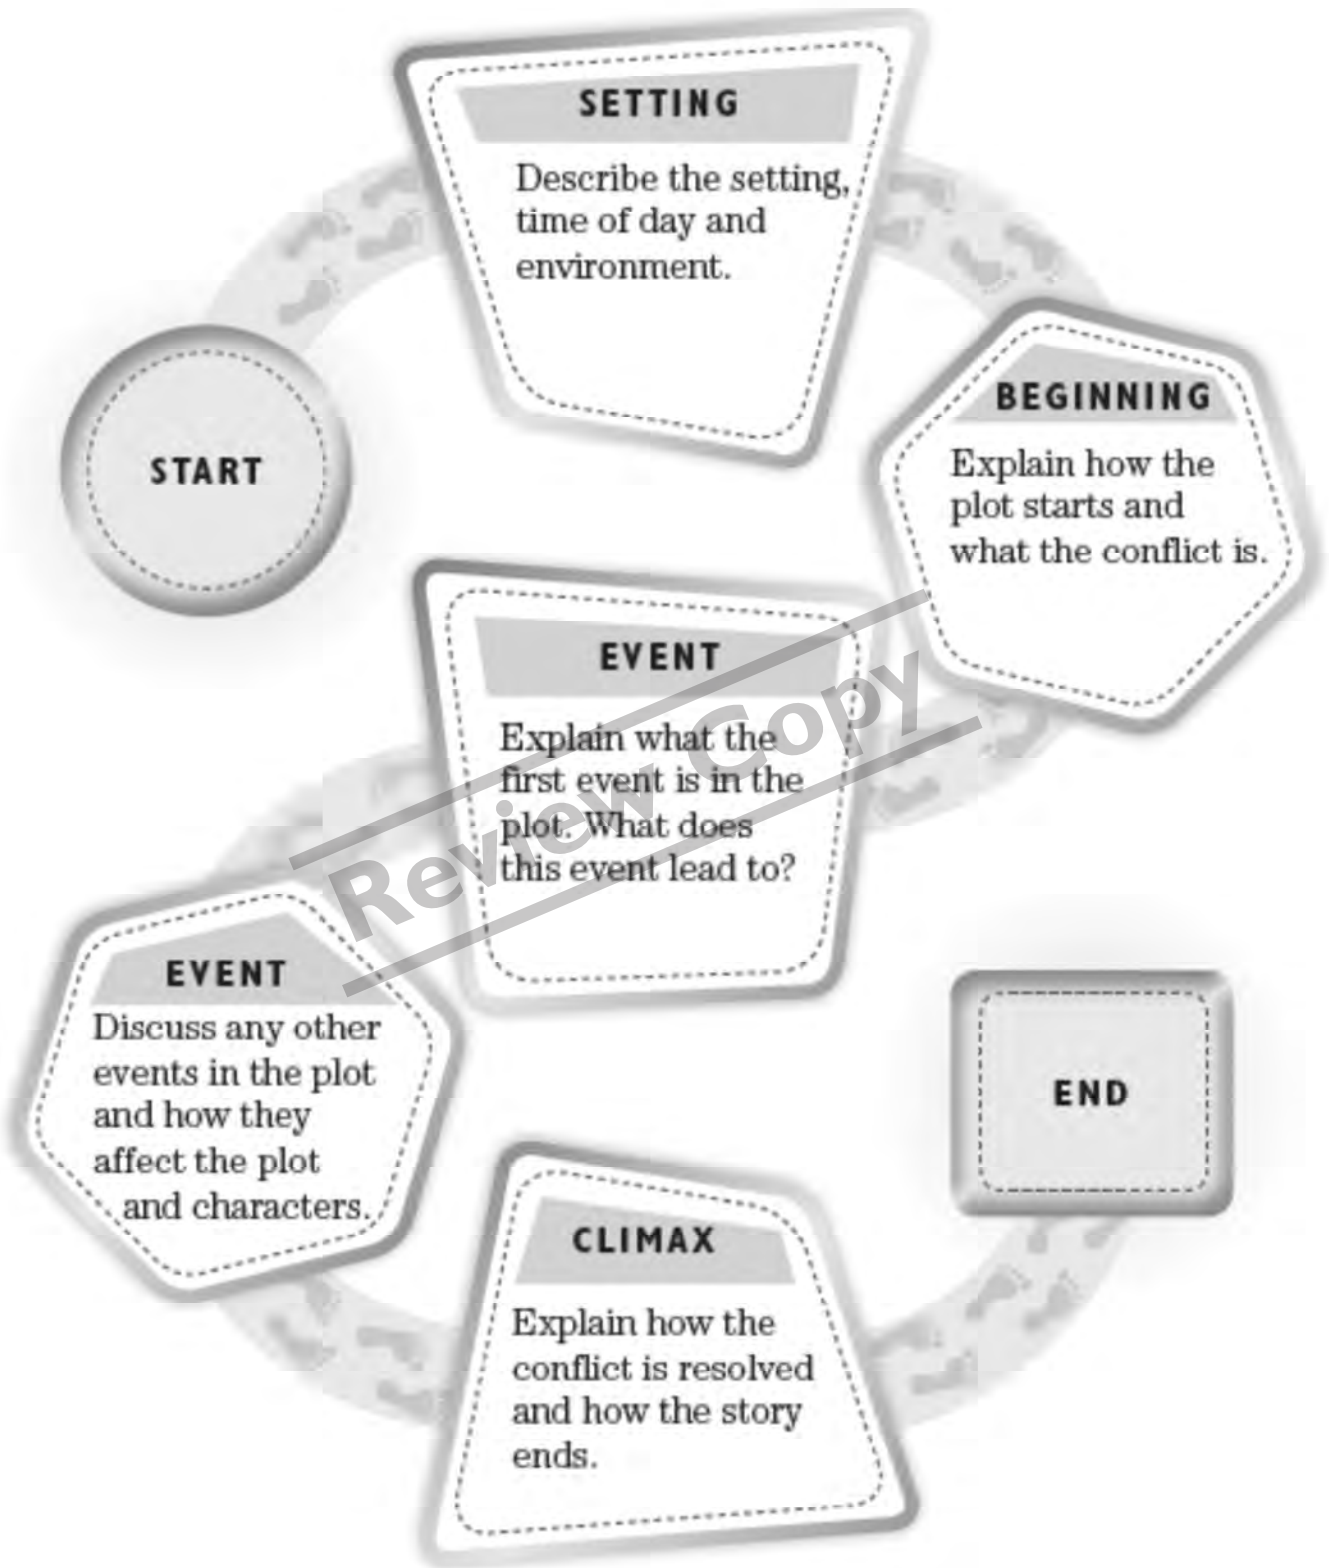 START
SETTING
Describe the setting,
time of day and
environment.
BEGINNING
Explain how the
plot starts and
what the conflict is.
EVENT
Explain what the
first event is in the
plot. What does
this event lead to?
Review Copy
EVENT
Discuss any other
events in the plot
and how they
affect the plot
and characters.
CLIMAX
Explain how the
conflict is resolved
and how the story
ends.
END